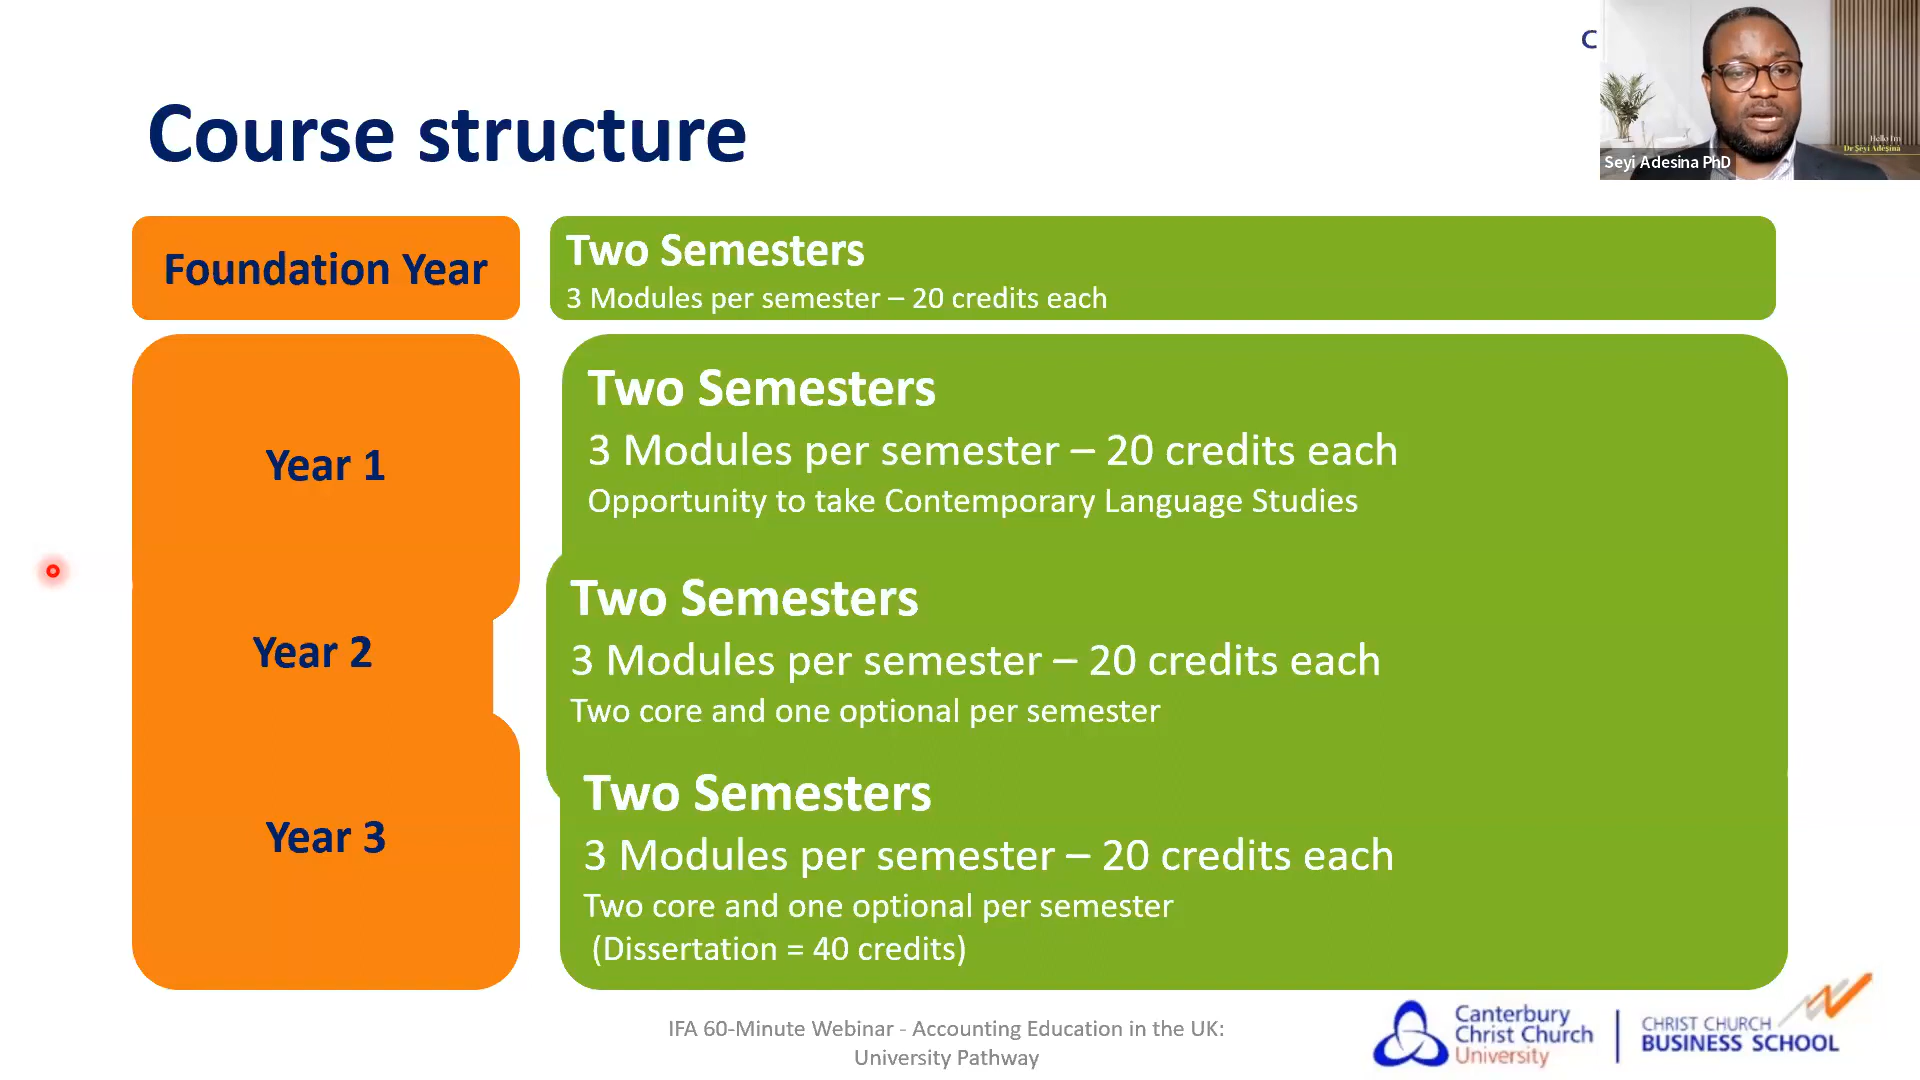 C
Hello I'm
Dr Seyi Adesina
Seyi Adesina PhD
Course structure
Foundation Year
Two Semesters
3 Modules per semester – 20 credits each
Year 1
Two Semesters
3 Modules per semester – 20 credits each
Opportunity to take Contemporary Language Studies
Year 2
Two Semesters
3 Modules per semester – 20 credits each
Two core and one optional per semester
Year 3
Two Semesters
3 Modules per semester – 20 credits each
Two core and one optional per semester
(Dissertation = 40 credits)
IFA 60-Minute Webinar - Accounting Education in the UK:
University Pathway
Canterbury
Christ Church
University
CHRIST CHURCH
BUSINESS SCHOOL